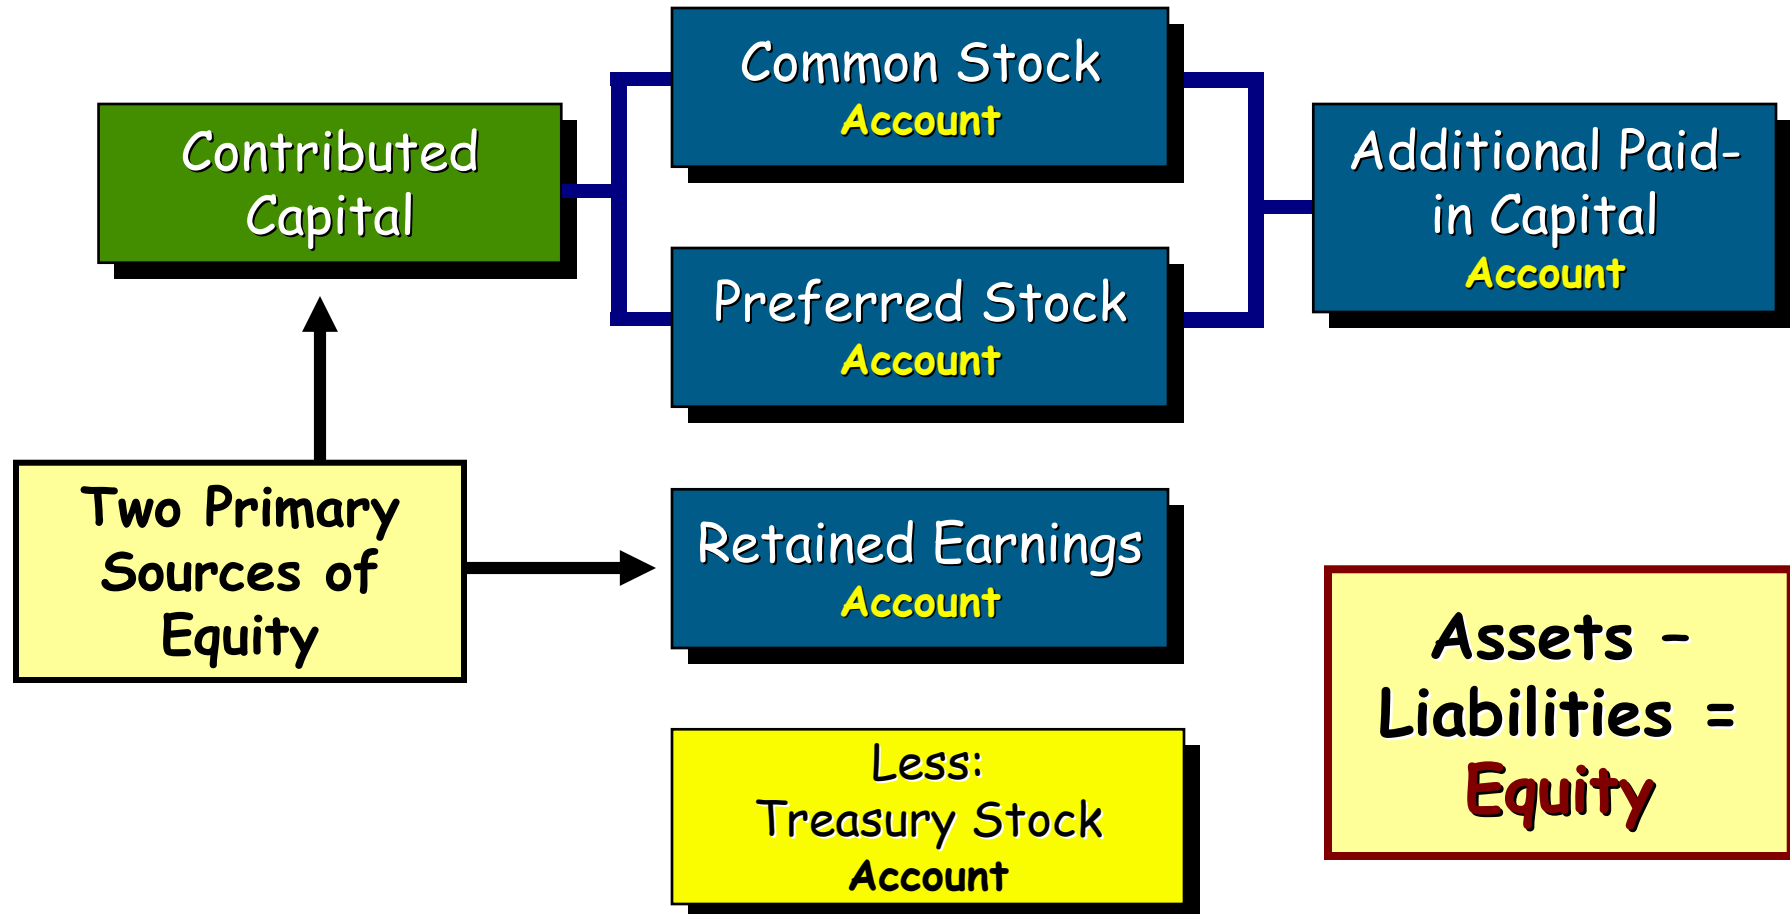 Common Stock
Account
Contributed
Capital
Additional Paid-
in Capital
Account
Preferred Stock
Account
Two Primary
Sources of
Equity
Retained Earnings
Account
Assets –
Liabilities =
Equity
Less:
Treasury Stock
Account